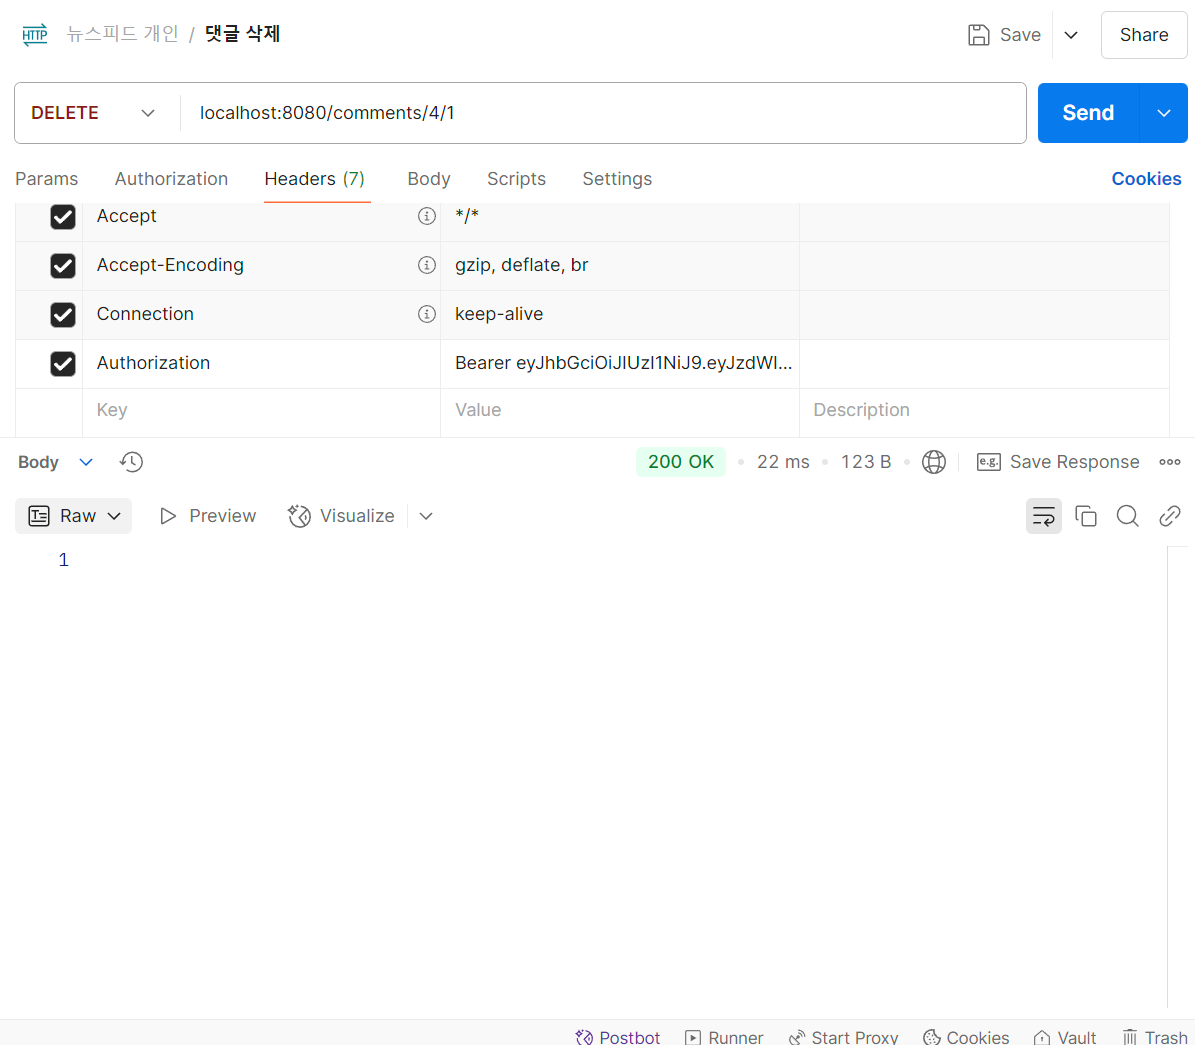 HTTP 뉴스피드 개인 / 댓글 삭제 Save Share
DELETE localhost:8080/comments/4/1 Send
Params Authorization Headers (7) Body Scripts Settings Cookies
Accept */*
Accept-Encoding gzip, deflate, br
Connection keep-alive
Authorization Bearer eyJhbGciOiJIUzI1NiJ9.eyJzdWI...
Key Value Description
Body 200 OK • 22 ms • 123 B • e.g. Save Response
Raw Preview Visualize
1
Postbot Runner Start Proxy Cookies Vault Trash